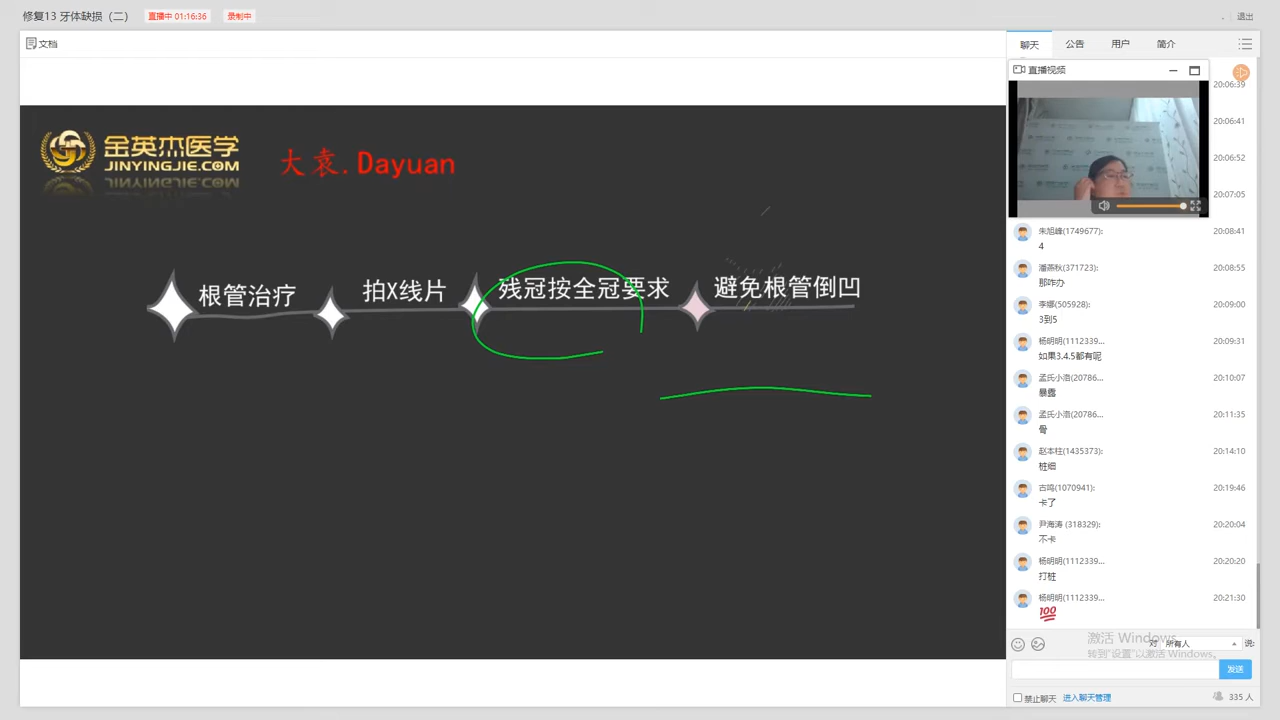 修复13 牙体缺损（二）
直播中 01:16:36
录制中
退出
文档
聊天
公告
用户
简介
直播视频
金英杰医学
JINYINGJIE.COM
大袁.Dayuan
根管治疗
拍X线片
残冠按全冠要求
避免根管倒凹
20:06:39
20:06:41
20:06:52
20:07:05
朱旭峰(1749677): 20:08:41
4
潘燕秋(371723): 20:08:55
那咋办
李娜(505928): 20:09:00
3到5
杨明明(1112339... 20:09:31
如果3.4.5都有呢
孟氏小洛(20786... 20:10:07
暴露
孟氏小洛(20786... 20:11:35
骨
赵本柱(1435373): 20:14:10
桩细
古鸣(1070941): 20:19:46
卡了
尹海涛 (318329): 20:20:04
不卡
杨明明(1112339... 20:20:20
打桩
杨明明(1112339... 20:21:30
100
激活 Windows
转到"设置"以激活 Windows。
对 所有人 说:
发送
禁止聊天 进入聊天管理
335 人